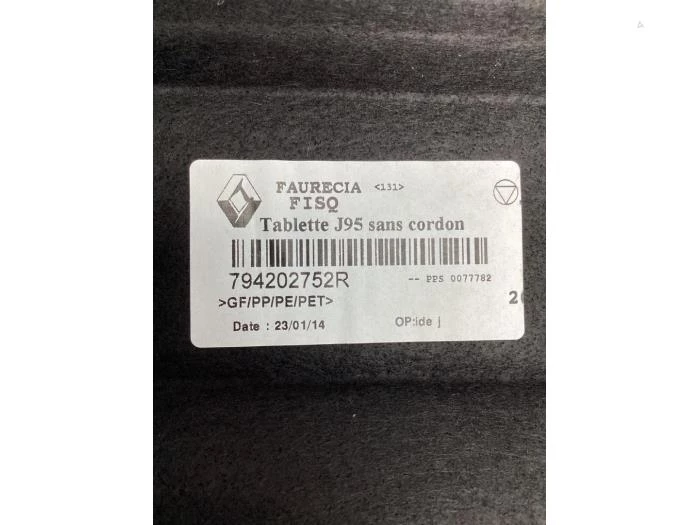 FAURECIA <131>
FISQ
Tablette J95 sans cordon
794202752R -- PPS 0077782
>GF/PP/PE/PET>
Date : 23/01/14 OP:ide j